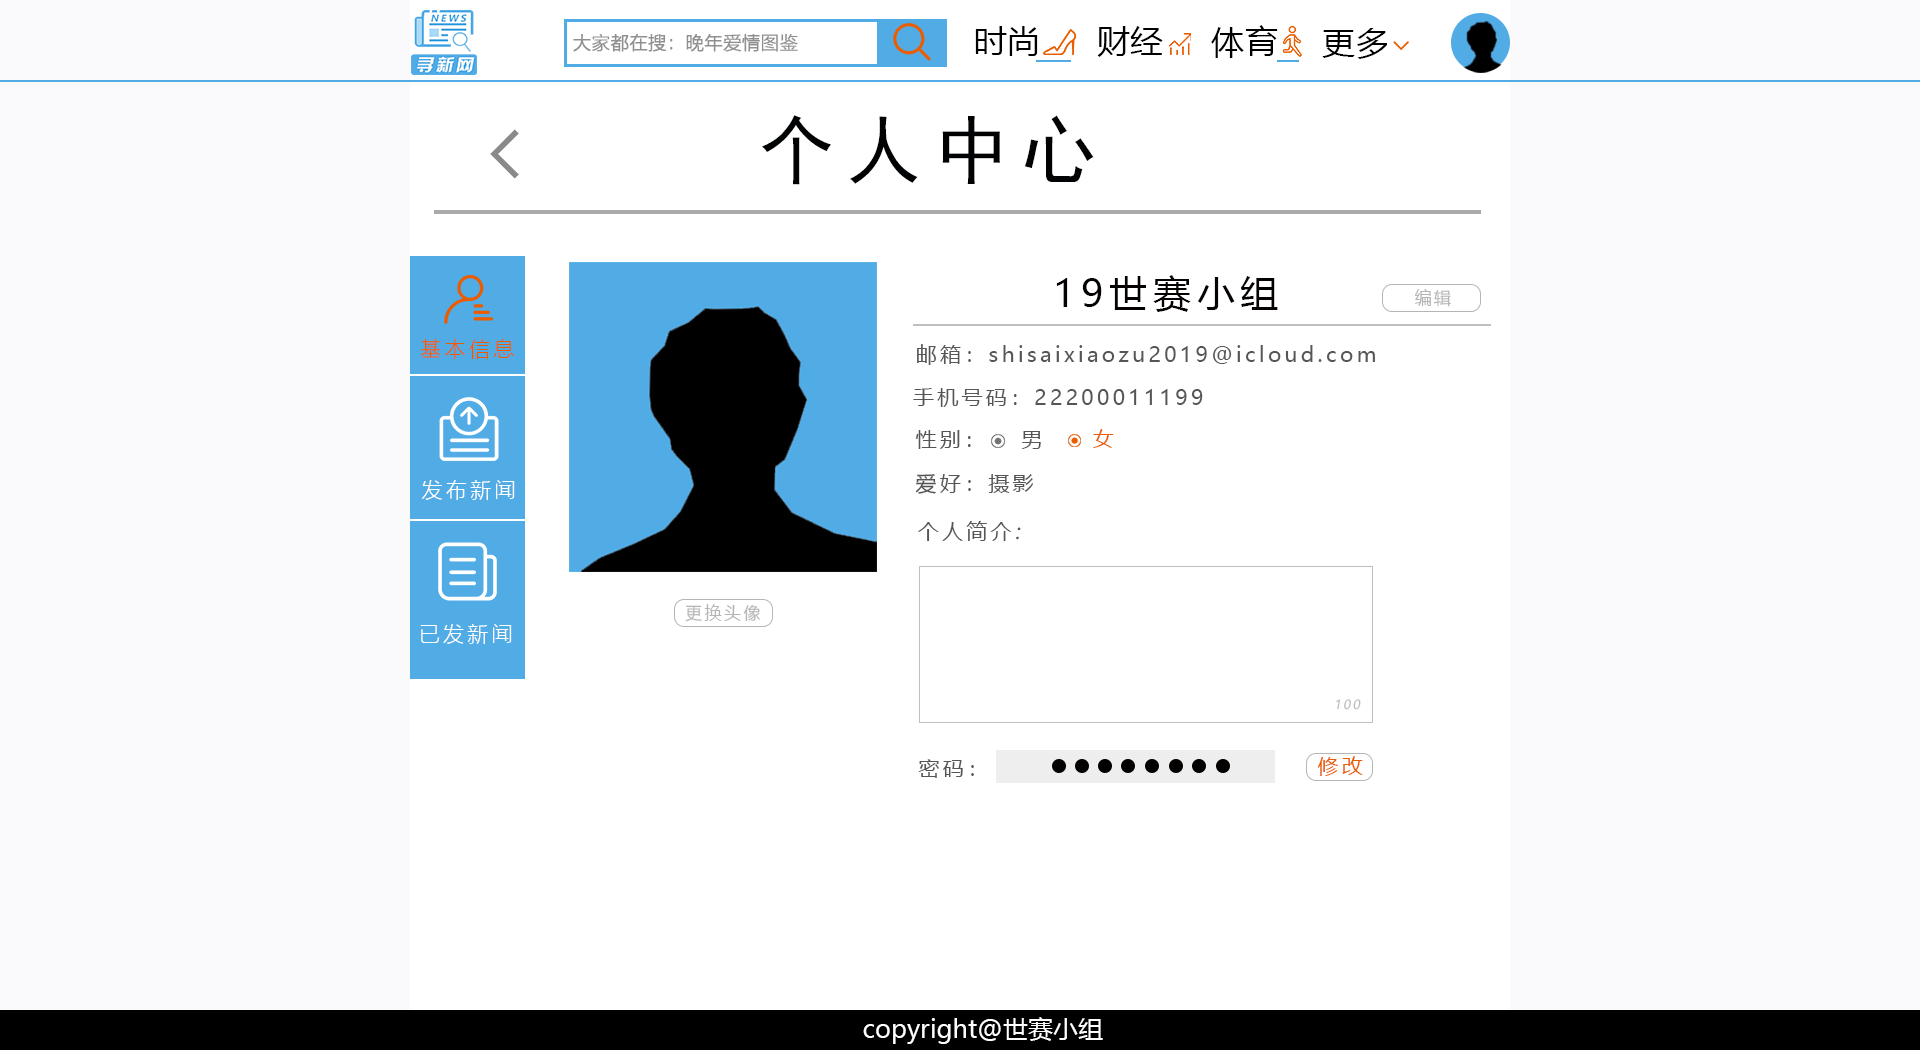 NEWS
寻新网
大家都在搜：晚年爱情图鉴
时尚
财经
体育
更多
个人中心
基本信息
发布新闻
已发新闻
更换头像
19世赛小组
编辑
邮箱：shisaixiaozu2019@icloud.com
手机号码：22200011199
性别： 男 女
爱好：摄影
个人简介：
100
密码：
修改
copyright@世赛小组